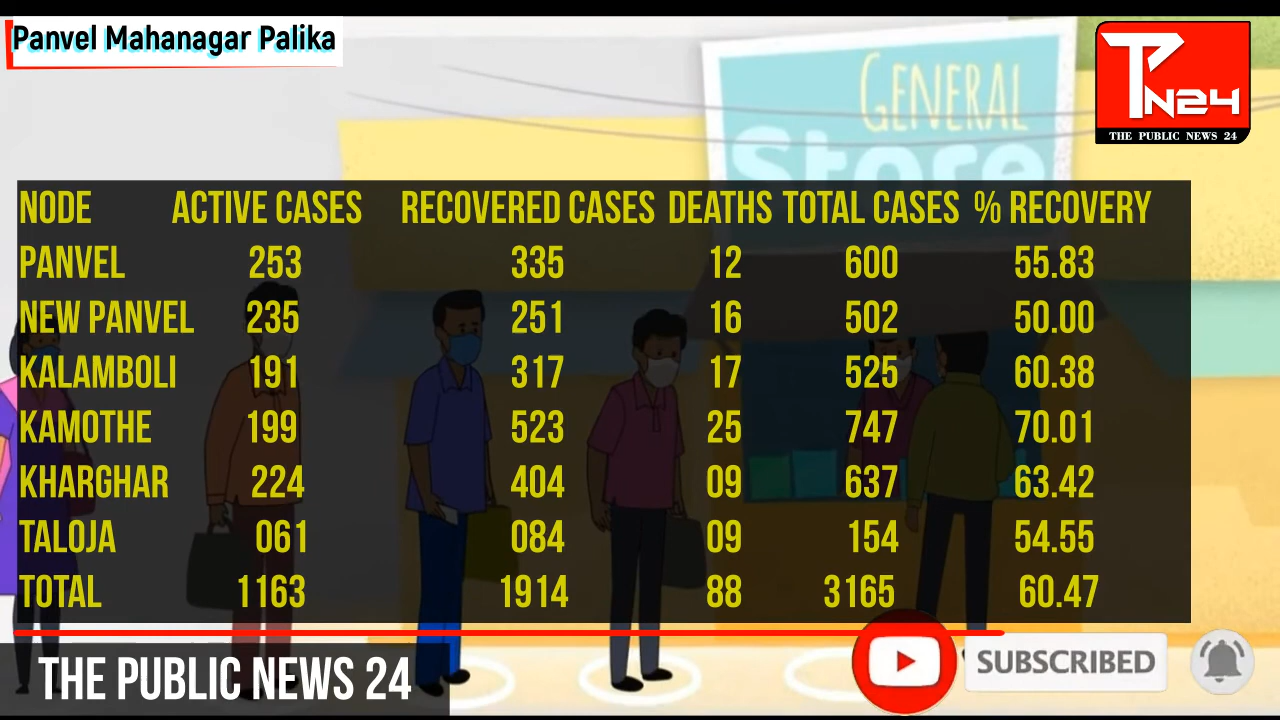 Panvel Mahanagar Palika
TPN24
THE PUBLIC NEWS 24
GENERAL
Store
NODE ACTIVE CASES RECOVERED CASES DEATHS TOTAL CASES % RECOVERY
PANVEL 253 335 12 600 55.83
NEW PANVEL 235 251 16 502 50.00
KALAMBOLI 191 317 17 525 60.38
KAMOTHE 199 523 25 747 70.01
KHARGHAR 224 404 09 637 63.42
TALOJA 061 084 09 154 54.55
TOTAL 1163 1914 88 3165 60.47
THE PUBLIC NEWS 24
SUBSCRIBED